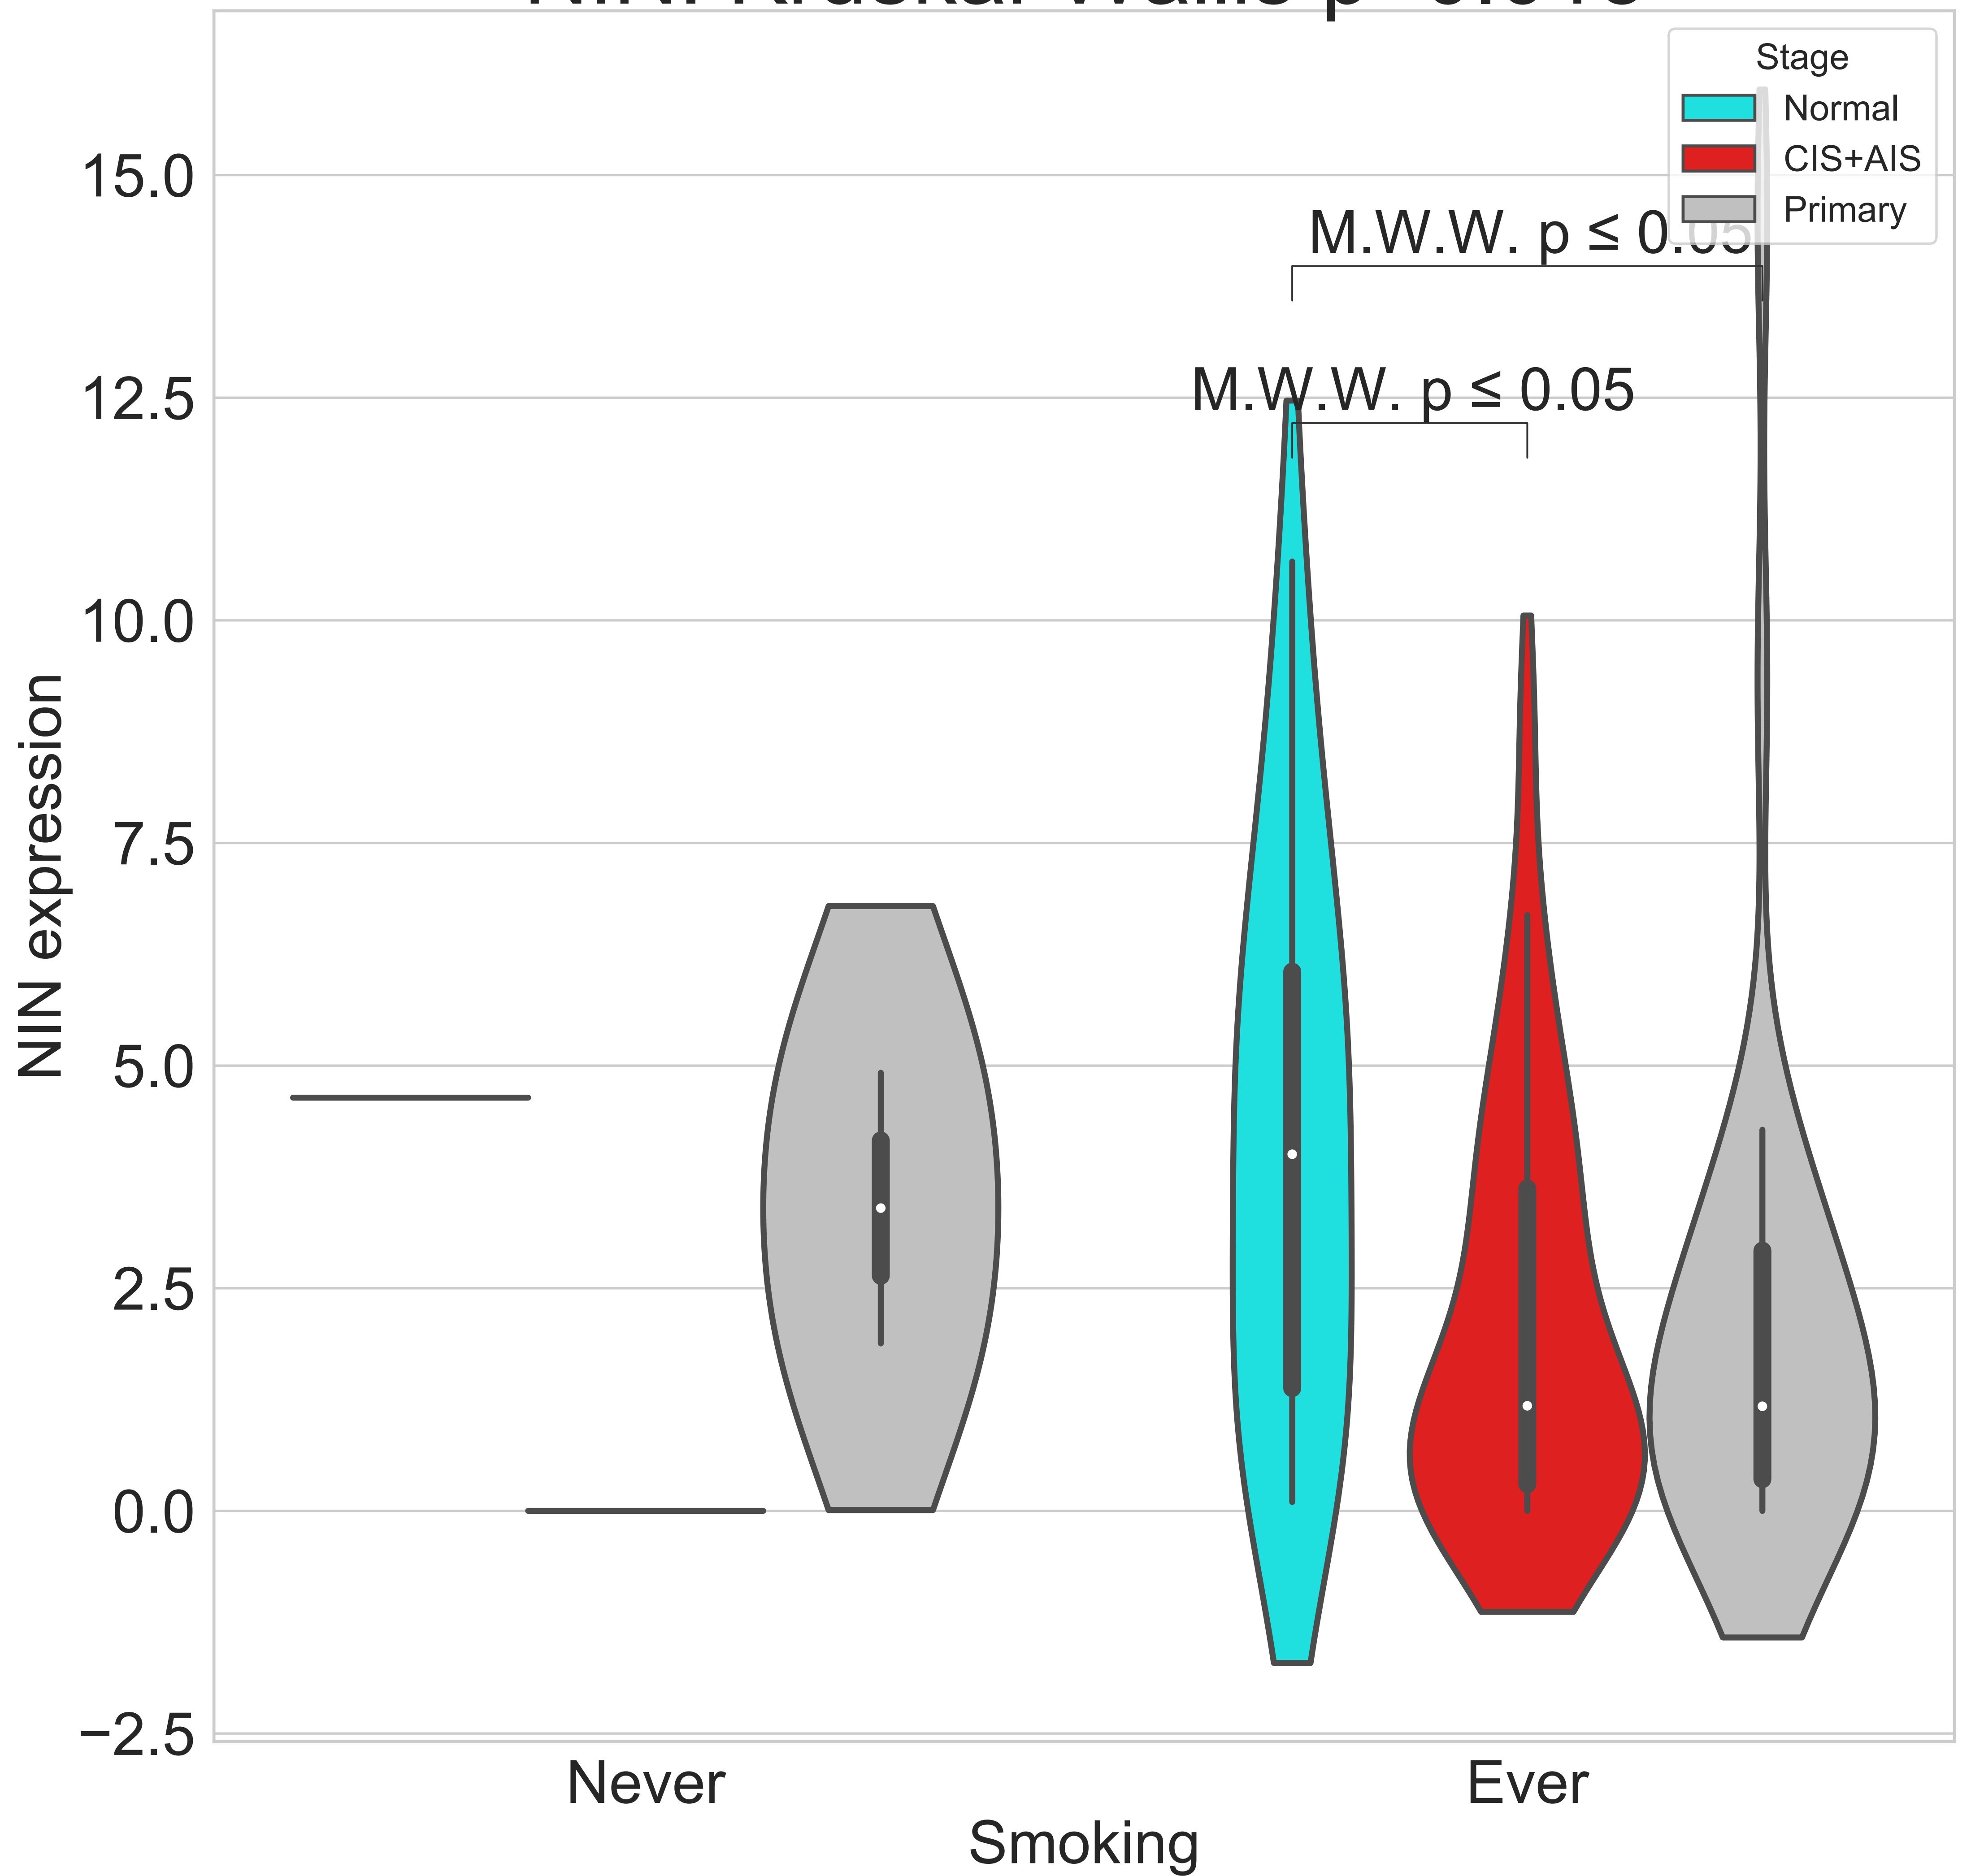 Stage
Normal
CIS+AIS
Primary
15.0
M.W.W. p ≤ 0.05
12.5
M.W.W. p ≤ 0.05
10.0
7.5
5.0
2.5
0.0
−2.5
NIN expression
Never
Ever
Smoking